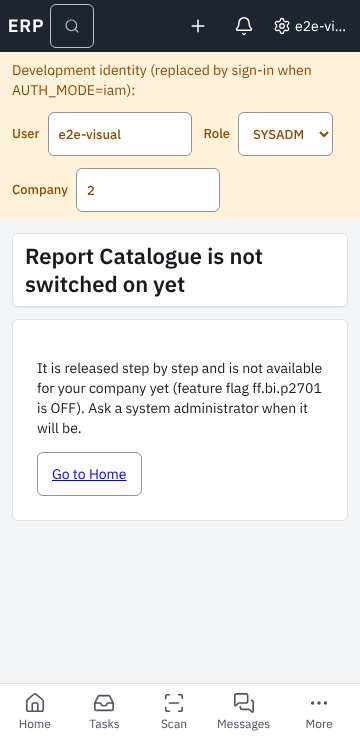 ERP
e2e-vi...
Development identity (replaced by sign-in when
AUTH_MODE=iam):
User e2e-visual Role SYSADM
Company 2
Report Catalogue is not
switched on yet
It is released step by step and is not available
for your company yet (feature flag ff.bi.p2701
is OFF). Ask a system administrator when it
will be.
Go to Home
Home Tasks Scan Messages More